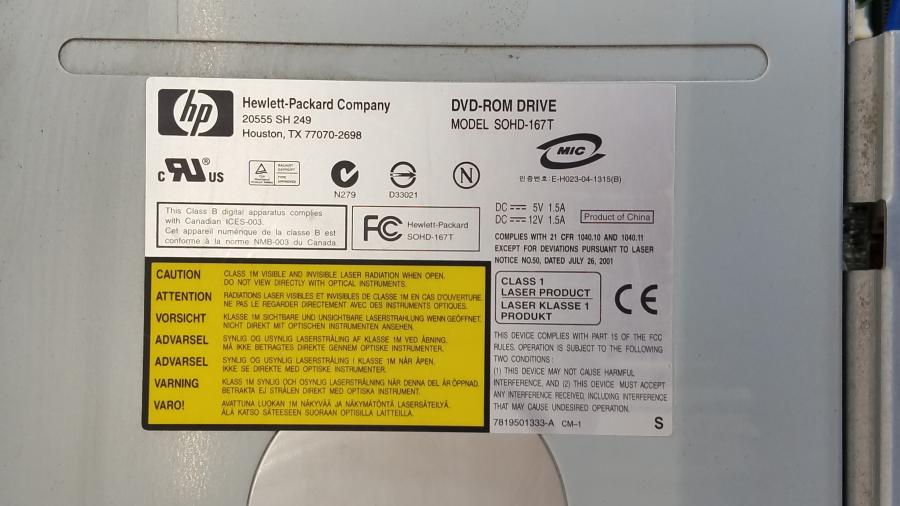 hp
Hewlett-Packard Company
20555 SH 249
Houston, TX 77070-2698
DVD-ROM DRIVE
MODEL SOHD-167T
MIC
인증번호: E-H023-04-1315(B)
c RU® US
N279
D33021
N
This Class B digital apparatus complies
with Canadian ICES-003.
Cet appareil numérique de la classe B est
conforme à la norme NMB-003 du Canada.
FC Hewlett-Packard
SOHD-167T
DC 5V 1.5A
DC 12V 1.5A
Product of China
COMPLIES WITH 21 CFR 1040.10 AND 1040.11
EXCEPT FOR DEVIATIONS PURSUANT TO LASER
NOTICE NO.50, DATED JULY 26, 2001
CLASS 1
LASER PRODUCT
LASER KLASSE 1
PRODUKT
CE
THIS DEVICE COMPLIES WITH PART 15 OF THE FCC
RULES. OPERATION IS SUBJECT TO THE FOLLOWING
TWO CONDITIONS:
(1) THIS DEVICE MAY NOT CAUSE HARMFUL
INTERFERENCE, AND (2) THIS DEVICE MUST ACCEPT
ANY INTERFERENCE RECEIVED, INCLUDING INTERFERENCE
THAT MAY CAUSE UNDESIRED OPERATION.
7819501333-A CM-1 S
CAUTION CLASS 1M VISIBLE AND INVISIBLE LASER RADIATION WHEN OPEN.
DO NOT VIEW DIRECTLY WITH OPTICAL INSTRUMENTS.
ATTENTION RADIATIONS LASER VISIBLES ET INVISIBLES DE CLASSE 1M EN CAS D'OUVERTURE.
NE PAS LE REGARDER DIRECTEMENT AVEC DES INSTRUMENTS OPTIQUES.
VORSICHT KLASSE 1M SICHTBARE UND UNSICHTBARE LASERSTRAHLUNG WENN GEÖFFNET.
NICHT DIREKT MIT OPTISCHEN INSTRUMENTEN ANSEHEN.
ADVARSEL SYNLIG OG USYNLIG LASERSTRÅLING AF KLASSE 1M VED ÅBNING.
MÅ IKKE BETRAGTES DIREKTE GENNEM OPTISKE INSTRUMENTER.
ADVARSEL SYNLIG OG USYNLIG LASERSTRÅLING I KLASSE 1M NÅR ÅPEN.
IKKE SE DIREKTE MED OPTISKE INSTRUMENTER.
VARNING KLASS 1M SYNLIG OCH OSYNLIG LASERSTRÅLNING NÄR DENNA DEL ÄR ÖPPNAD.
BETRAKTA EJ STRÅLEN DIREKT MED OPTISKA INSTRUMENT.
VARO! AVATTUNA LUOKAN 1M NÄKYVÄÄ JA NÄKYMÄTÖNTÄ LASERSÄTEILYÄ.
ÄLÄ KATSO SÄTEESEEN SUORAAN OPTISILLA LAITTEILLA.